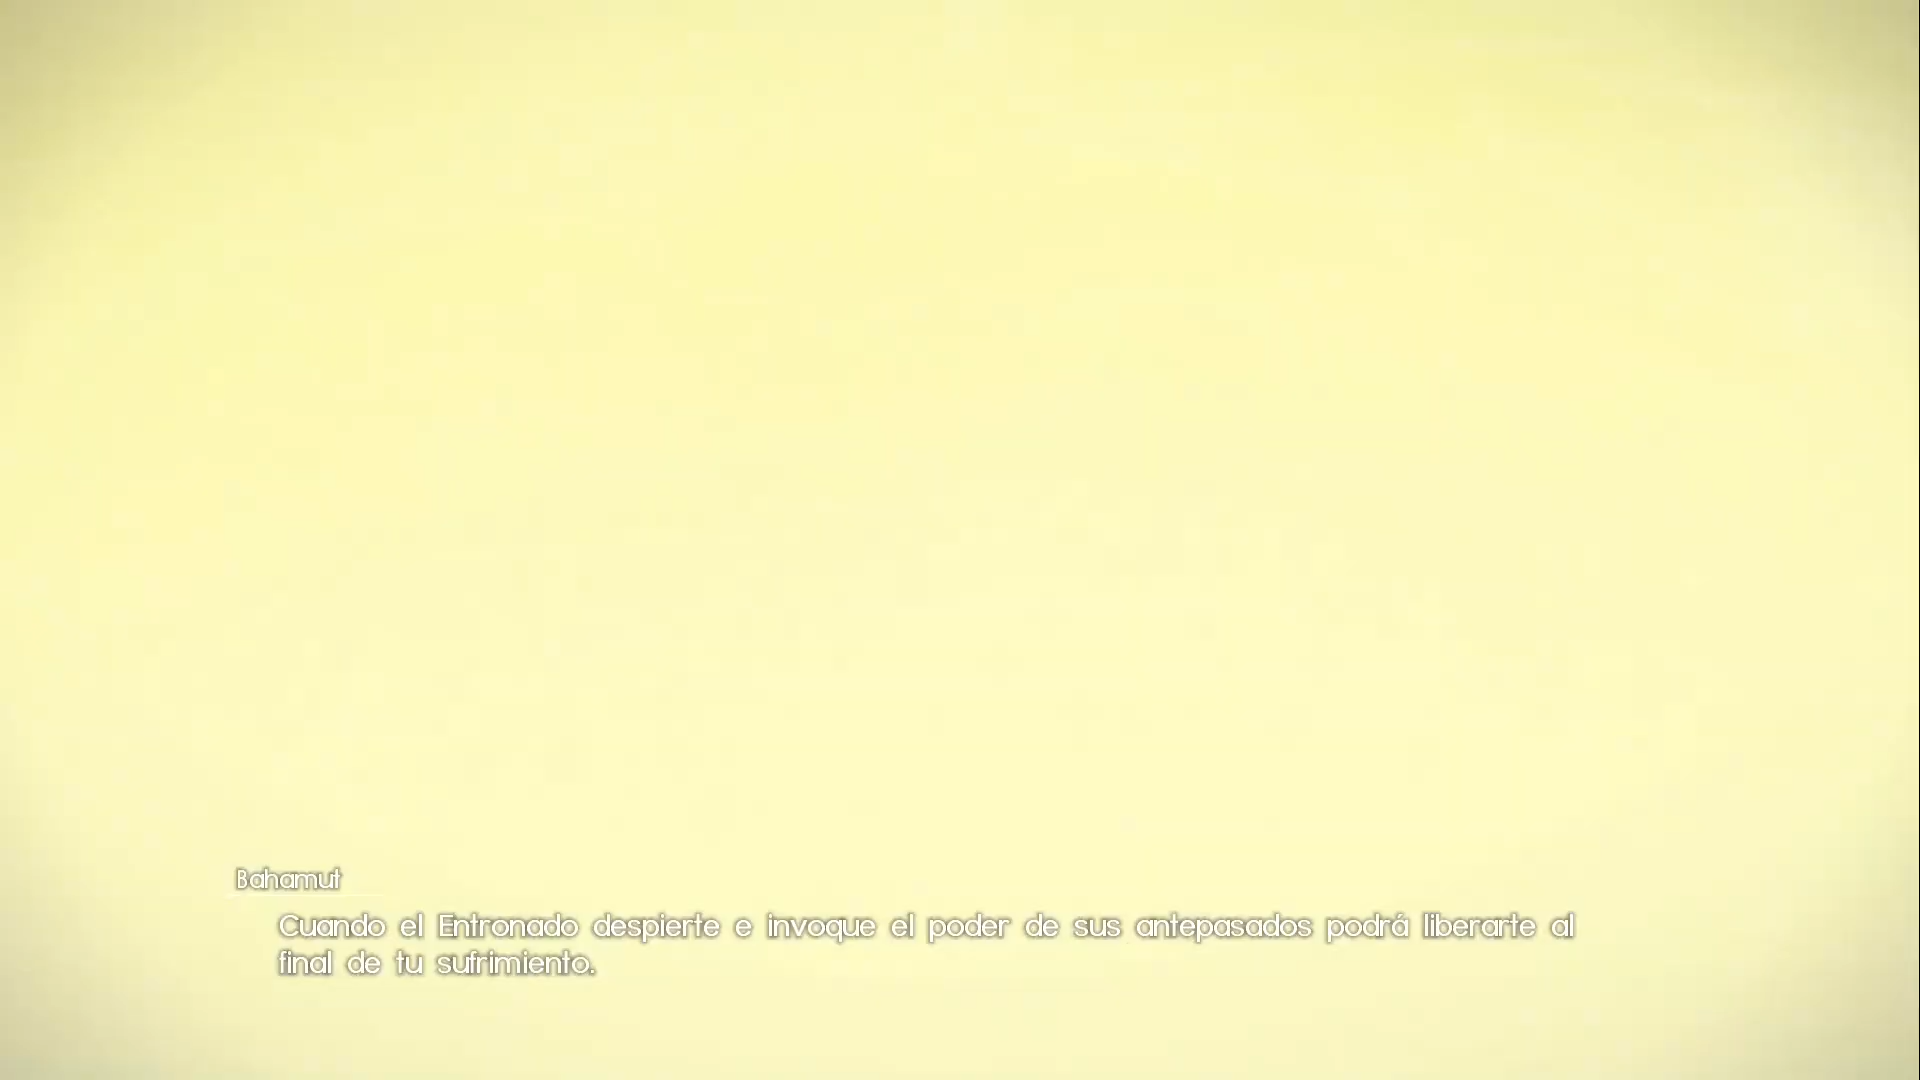 Bahamut
Cuando el Entronado despierte e invoque el poder de sus antepasados podrá liberarte al
final de tu sufrimiento.